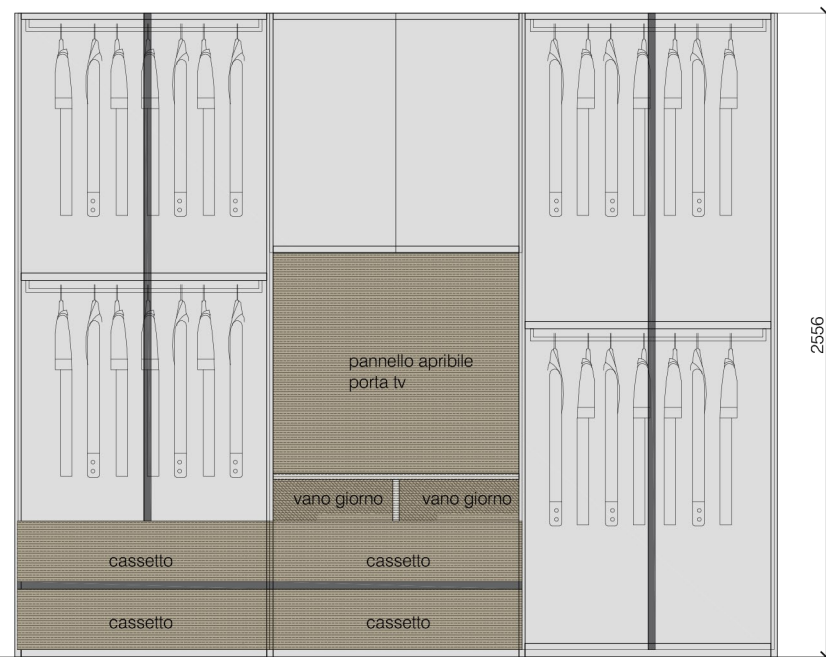 pannello apribile
porta tv
vano giorno vano giorno
cassetto cassetto
cassetto cassetto
2556